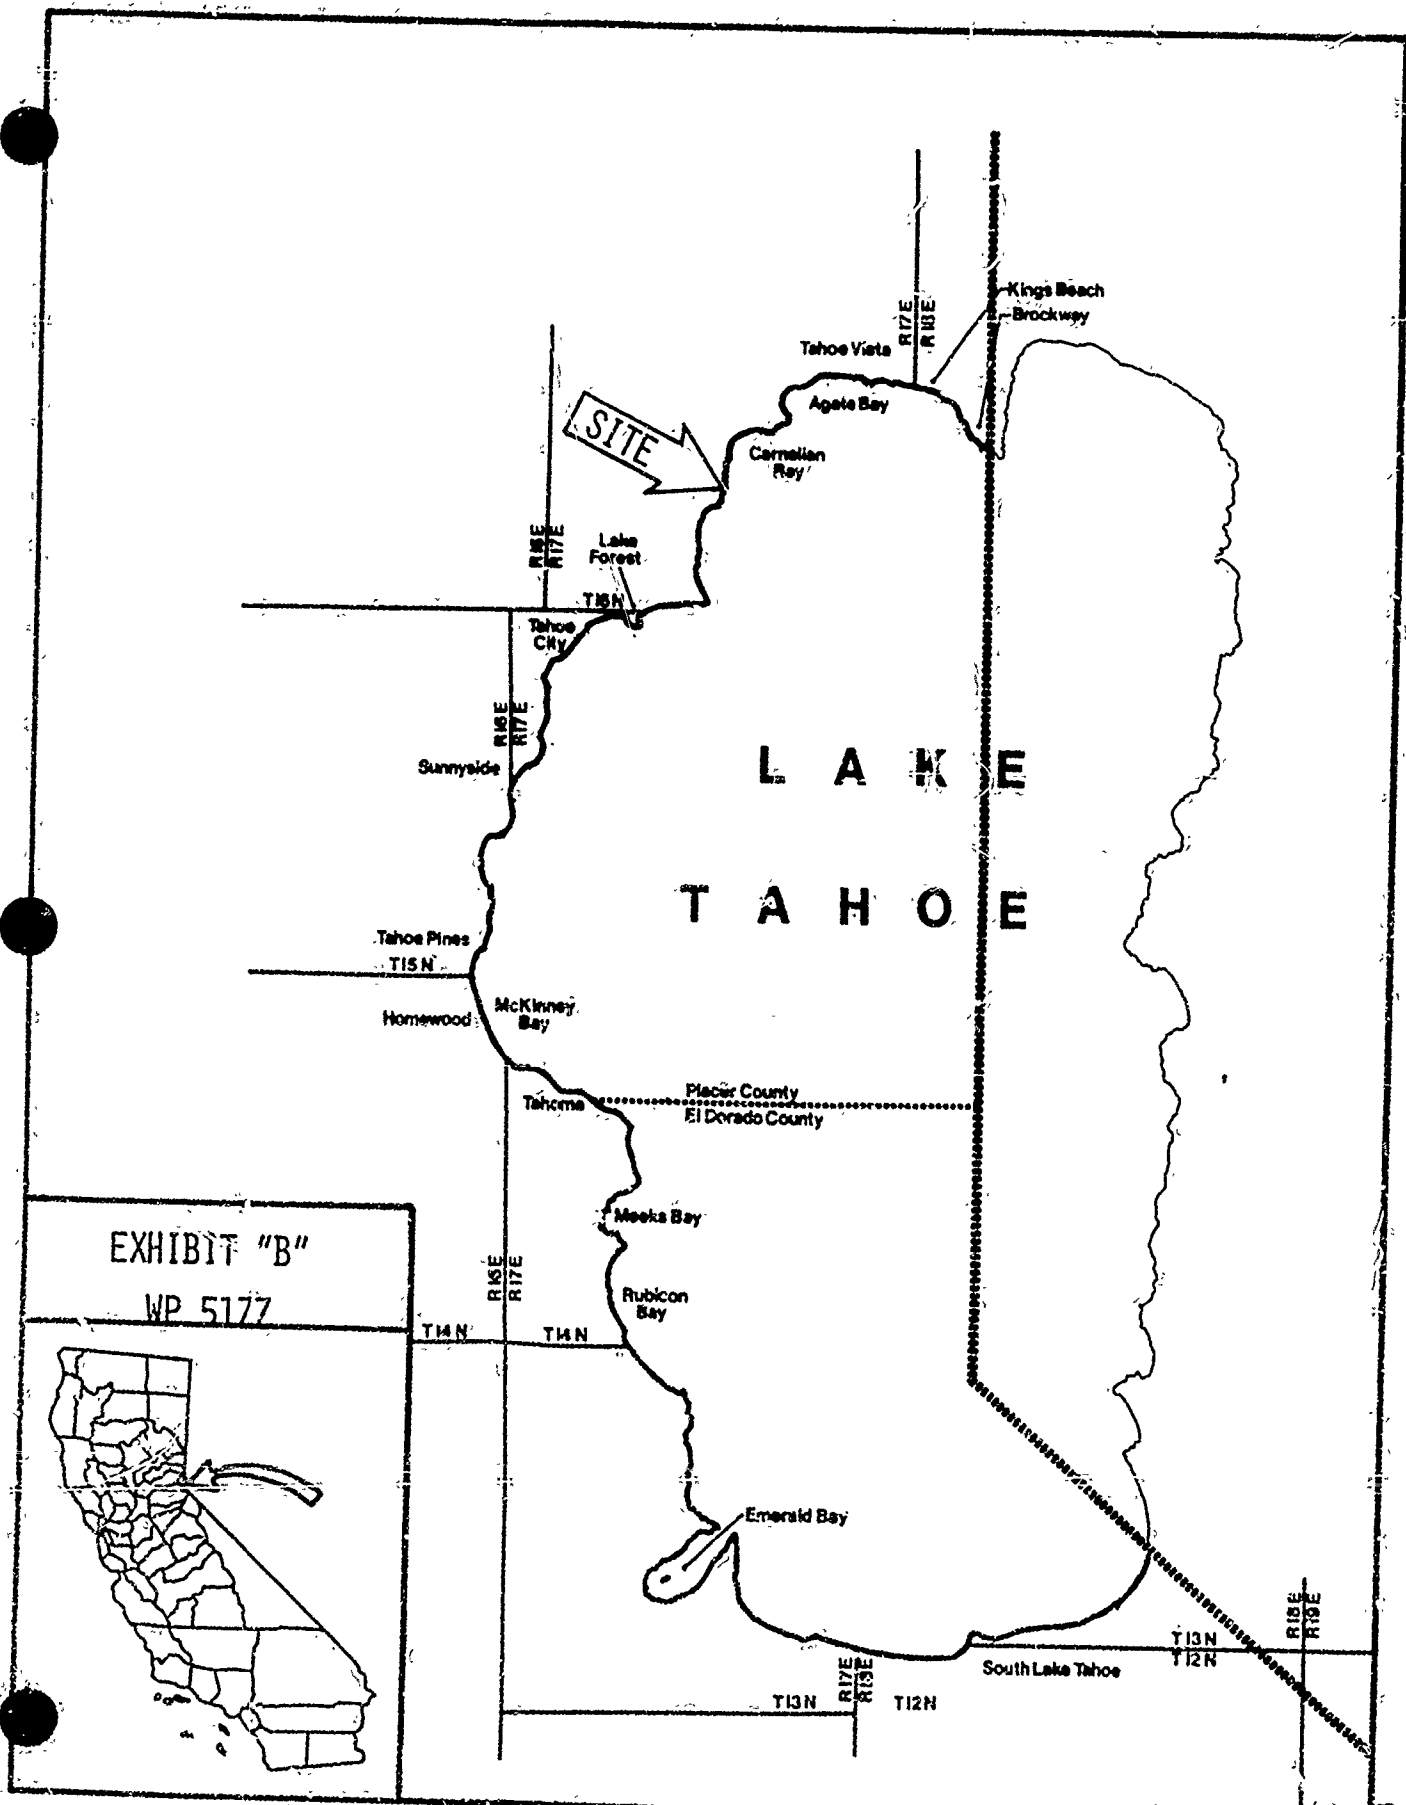 Kings Beach
Brockway
R17E
R18E
Tahoe Vista
Agate Bay
SITE
Carnelian
Bay
R16E
R17E
Lake
Forest
T16N
Tahoe
City
R16E
R17E
Sunnyside
LAKE
TAHOE
Tahoe Pines
T15N
McKinney
Bay
Homewood
Placer County
Tahoma
El Dorado County
Meeks Bay
EXHIBIT "B"
WP 5177
R16E
R17E
Rubicon
Bay
T14N
T14N
Emerald Bay
R18E
R19E
T13N
T12N
South Lake Tahoe
R17E
R18E
T13N
T12N